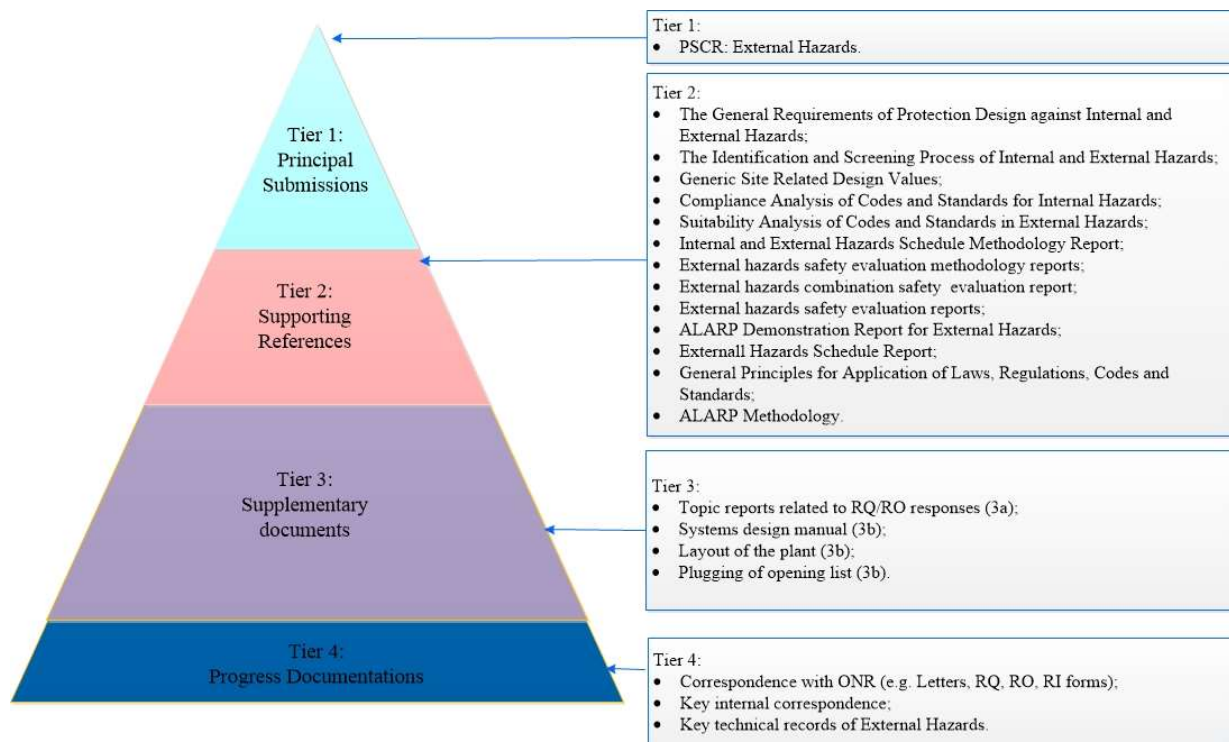 Tier 1:
Principal
Submissions
Tier 2:
Supporting
References
Tier 3:
Supplementary
documents
Tier 4:
Progress Documentations
Tier 1:
• PSCR: External Hazards.
Tier 2:
• The General Requirements of Protection Design against Internal and
External Hazards;
• The Identification and Screening Process of Internal and External Hazards;
• Generic Site Related Design Values;
• Compliance Analysis of Codes and Standards for Internal Hazards;
• Suitability Analysis of Codes and Standards in External Hazards;
• Internal and External Hazards Schedule Methodology Report;
• External hazards safety evaluation methodology reports;
• External hazards combination safety evaluation report;
• External hazards safety evaluation reports;
• ALARP Demonstration Report for External Hazards;
• Externall Hazards Schedule Report;
• General Principles for Application of Laws, Regulations, Codes and
Standards;
• ALARP Methodology.
Tier 3:
• Topic reports related to RQ/RO responses (3a);
• Systems design manual (3b);
• Layout of the plant (3b);
• Plugging of opening list (3b).
Tier 4:
• Correspondence with ONR (e.g. Letters, RQ, RO, RI forms);
• Key internal correspondence;
• Key technical records of External Hazards.